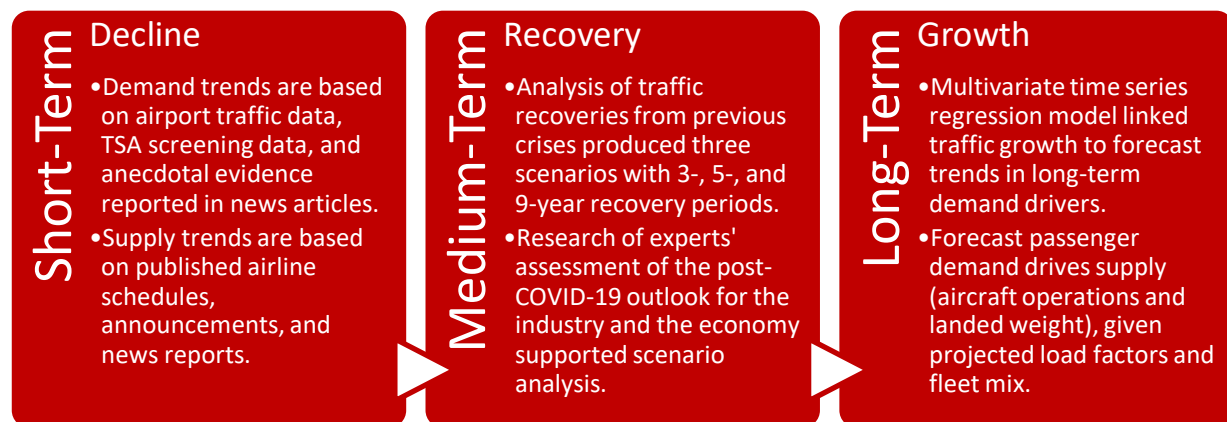 Short-Term
Decline
•Demand trends are based
on airport traffic data,
TSA screening data, and
anecdotal evidence
reported in news articles.
•Supply trends are based
on published airline
schedules,
announcements, and
news reports.
Medium-Term
Recovery
•Analysis of traffic
recoveries from previous
crises produced three
scenarios with 3-, 5-, and
9-year recovery periods.
•Research of experts'
assessment of the post-
COVID-19 outlook for the
industry and the economy
supported scenario
analysis.
Long-Term
Growth
•Multivariate time series
regression model linked
traffic growth to forecast
trends in long-term
demand drivers.
•Forecast passenger
demand drives supply
(aircraft operations and
landed weight), given
projected load factors and
fleet mix.